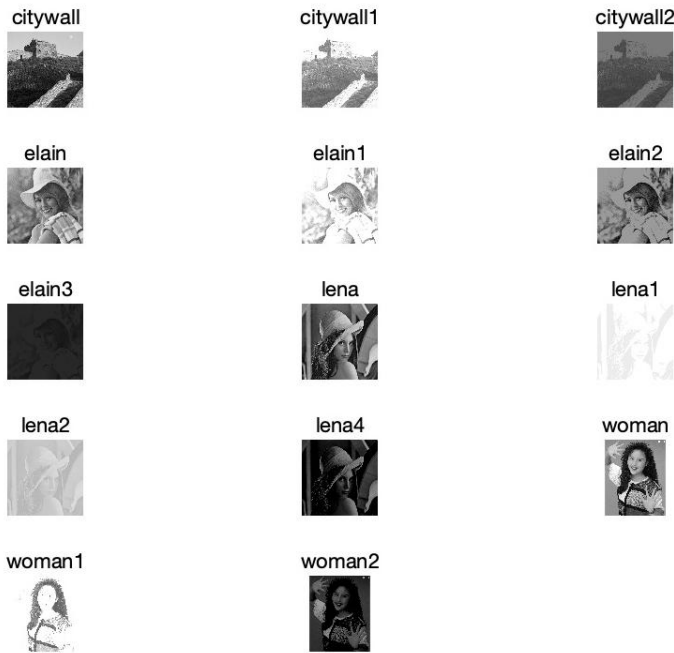 citywall citywall1 citywall2
elain elain1 elain2
elain3 lena lena1
lena2 lena4 woman
woman1 woman2